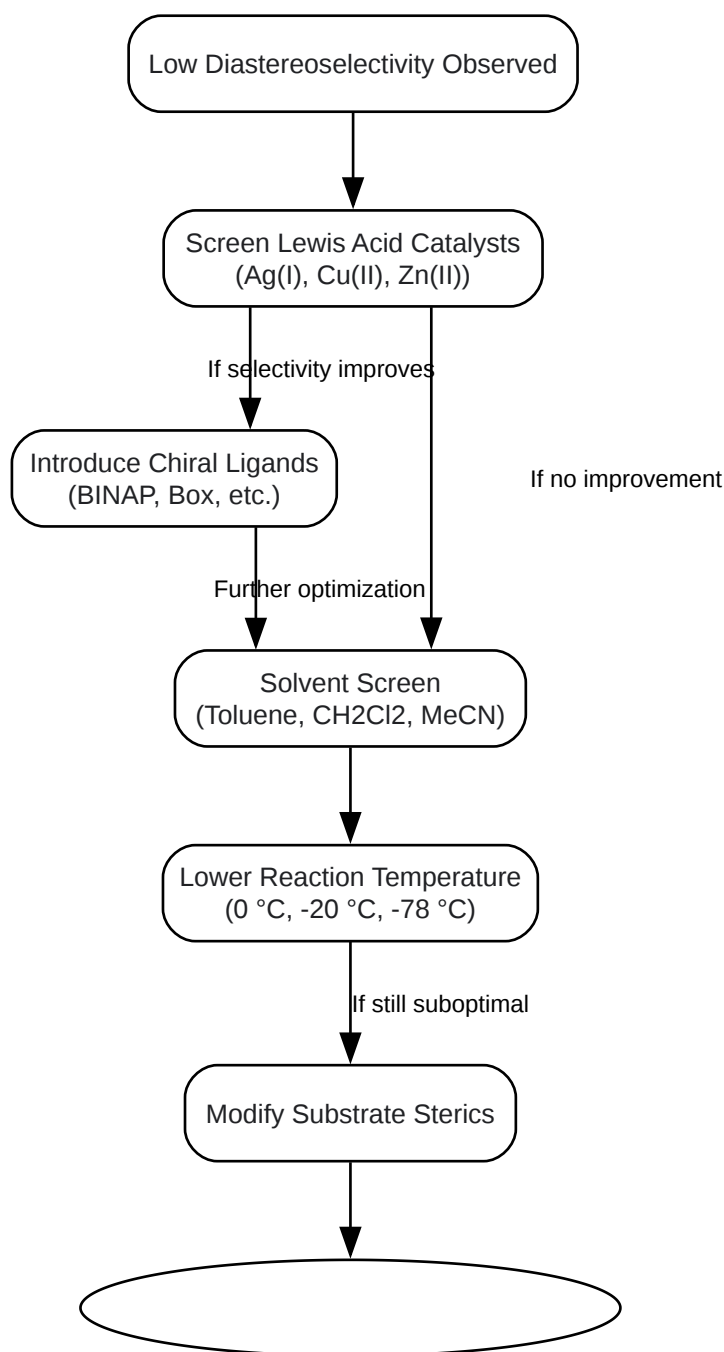 Low Diastereoselectivity Observed
Screen Lewis Acid Catalysts
(Ag(I), Cu(II), Zn(II))
If selectivity improves
Introduce Chiral Ligands
(BINAP, Box, etc.)
If no improvement
Further optimization
Solvent Screen
(Toluene, CH2Cl2, MeCN)
Lower Reaction Temperature
(0 °C, -20 °C, -78 °C)
If still suboptimal
Modify Substrate Sterics